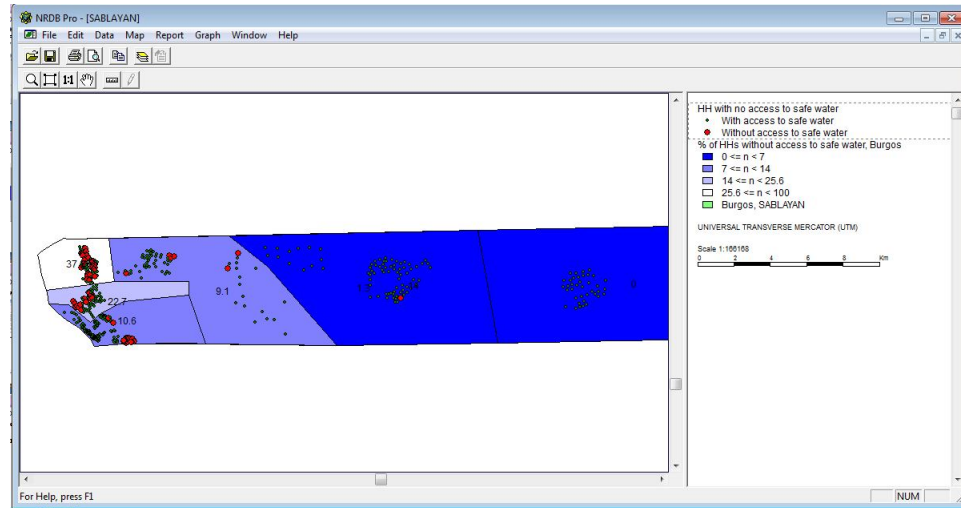 NRDB Pro - [SABLAYAN]
File Edit Data Map Report Graph Window Help
1:1
HH with no access to safe water
With access to safe water
Without access to safe water
% of HHs without access to safe water, Burgos
0 <= n < 7
7 <= n < 14
14 <= n < 25.6
25.6 <= n < 100
Burgos, SABLAYAN
UNIVERSAL TRANSVERSE MERCATOR (UTM)
Scale 1:166168
0 2 4 6 8 Km
9.1
22.7
10.6
For Help, press F1
NUM